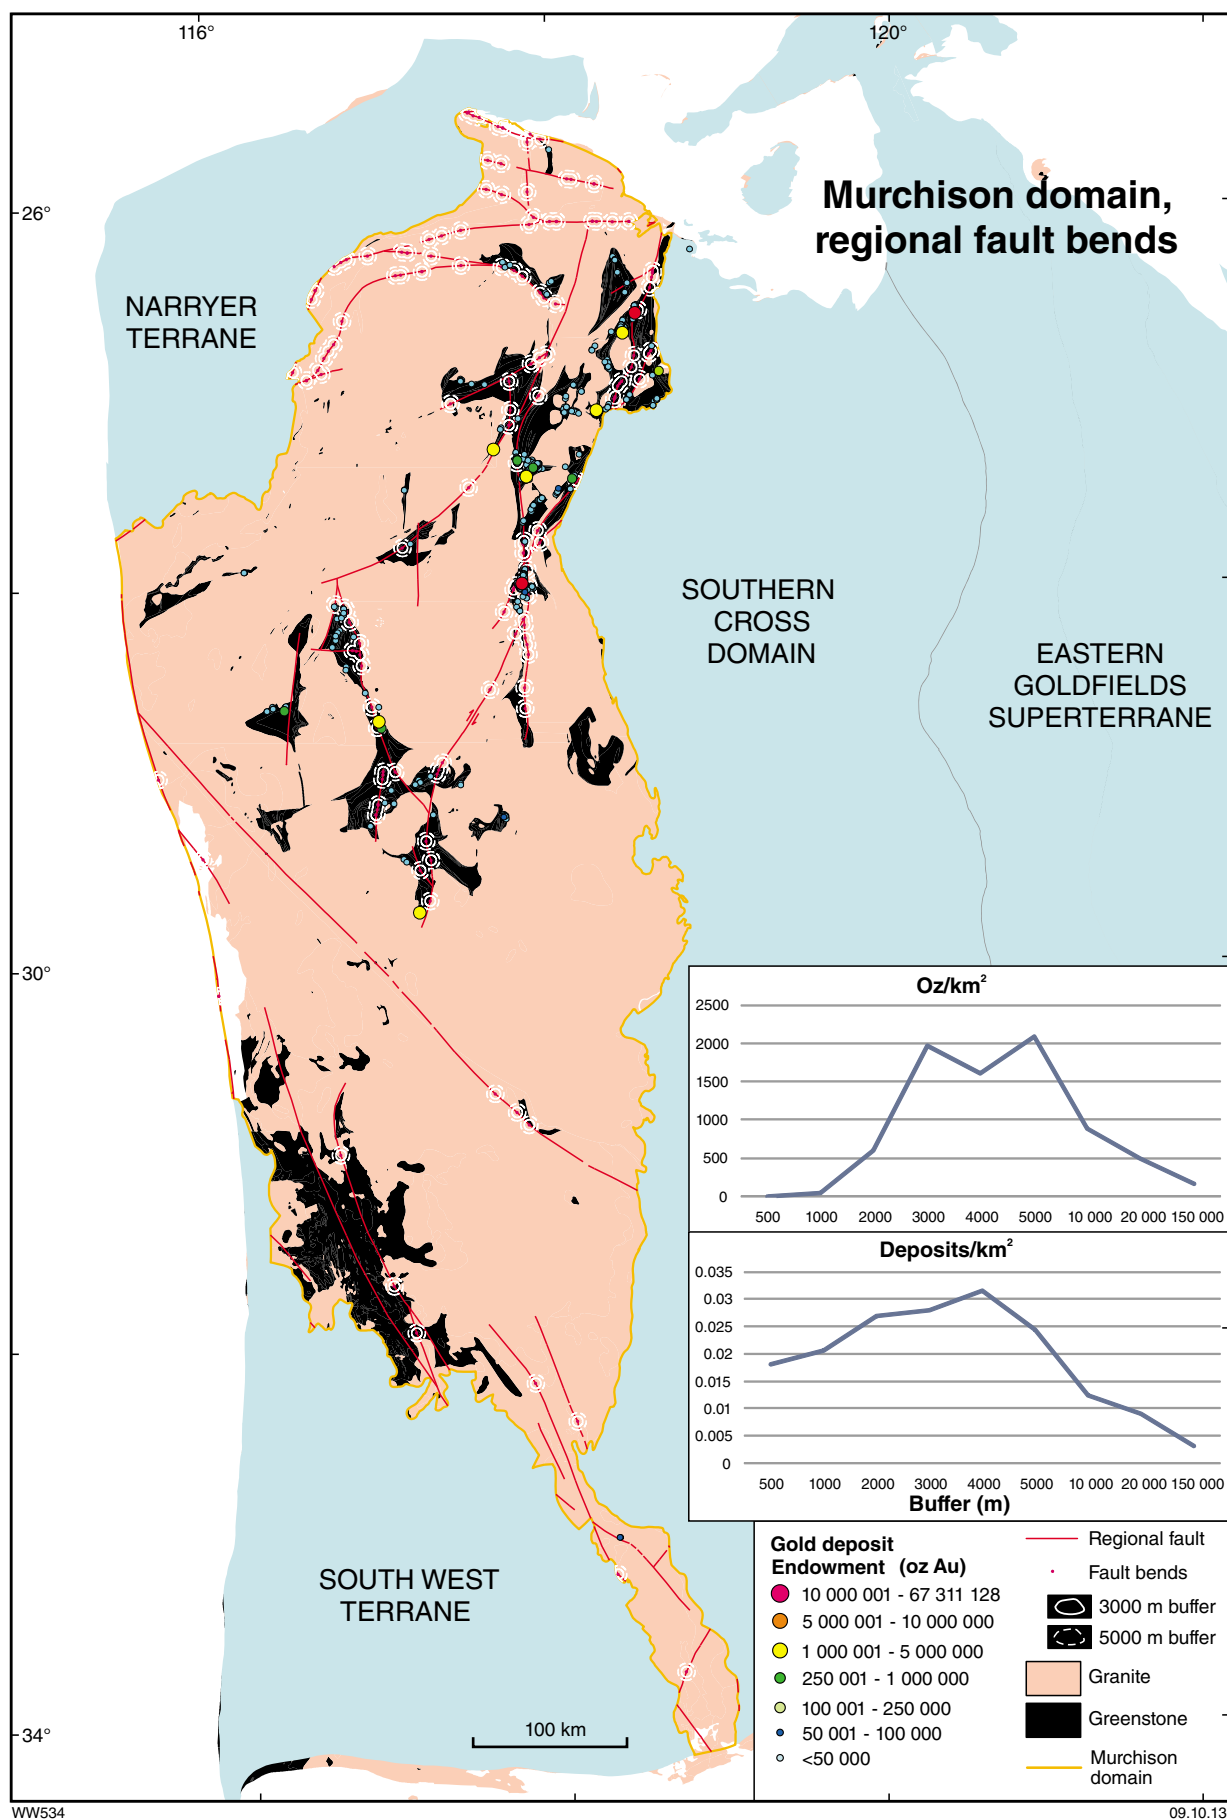 116°
120°
26°
30°
34°
Murchison domain,
regional fault bends
NARRYER
TERRANE
SOUTHERN
CROSS
DOMAIN
EASTERN
GOLDFIELDS
SUPERTERRANE
SOUTH WEST
TERRANE
100 km
Oz/km²
2500
2000
1500
1000
500
0
500 1000 2000 3000 4000 5000 10 000 20 000 150 000
Deposits/km²
0.035
0.03
0.025
0.02
0.015
0.01
0.005
0
500 1000 2000 3000 4000 5000 10 000 20 000 150 000
Buffer (m)
Gold deposit
Endowment (oz Au)
10 000 001 - 67 311 128
5 000 001 - 10 000 000
1 000 001 - 5 000 000
250 001 - 1 000 000
100 001 - 250 000
50 001 - 100 000
<50 000
Regional fault
Fault bends
3000 m buffer
5000 m buffer
Granite
Greenstone
Murchison
domain
WW534
09.10.13